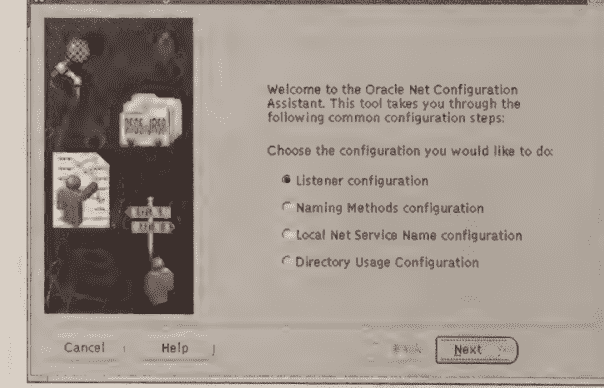 Welcome to the Oracle Net Configuration
Assistant. This tool takes you through the
following common configuration steps:
Choose the configuration you would like to do:
Listener configuration
Naming Methods configuration
Local Net Service Name configuration
Directory Usage Configuration
Cancel
Help
Back
Next